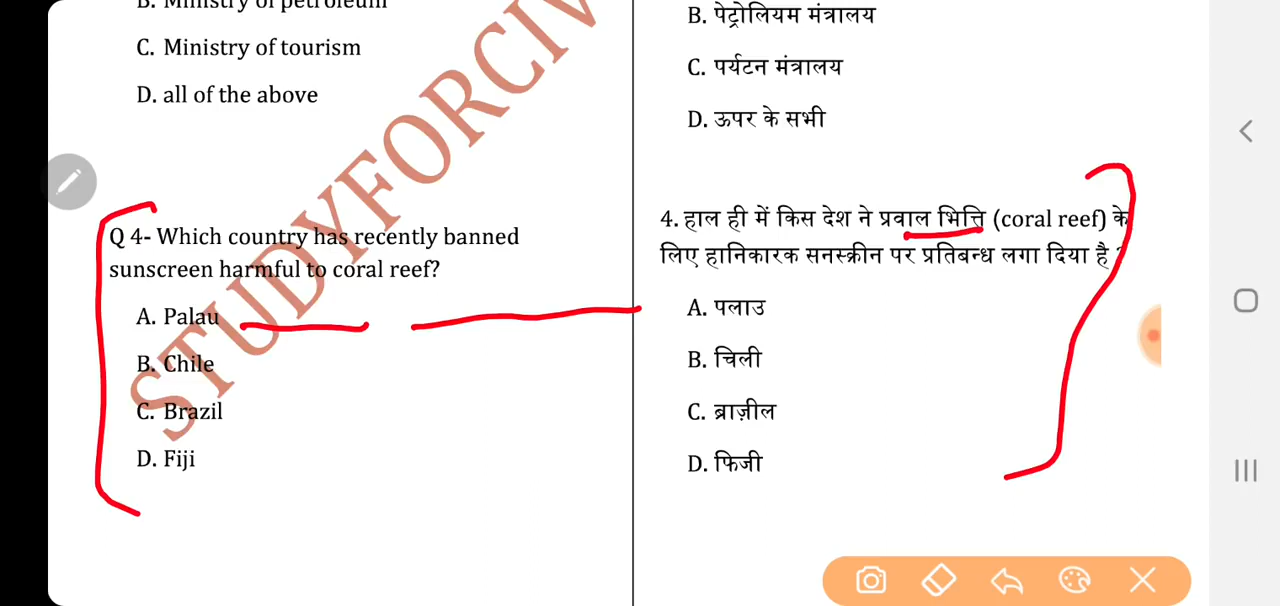 B. Ministry of petroleum
C. Ministry of tourism
D. all of the above
Q 4- Which country has recently banned
sunscreen harmful to coral reef?
A. Palau
B. Chile
C. Brazil
D. Fiji
B. पेट्रोलियम मंत्रालय
C. पर्यटन मंत्रालय
D. ऊपर के सभी
4. हाल ही में किस देश ने प्रवाल भित्ति (coral reef) के
लिए हानिकारक सनस्क्रीन पर प्रतिबन्ध लगा दिया है ?
A. पलाउ
B. चिली
C. ब्राज़ील
D. फिजी
STUDYFORCIV